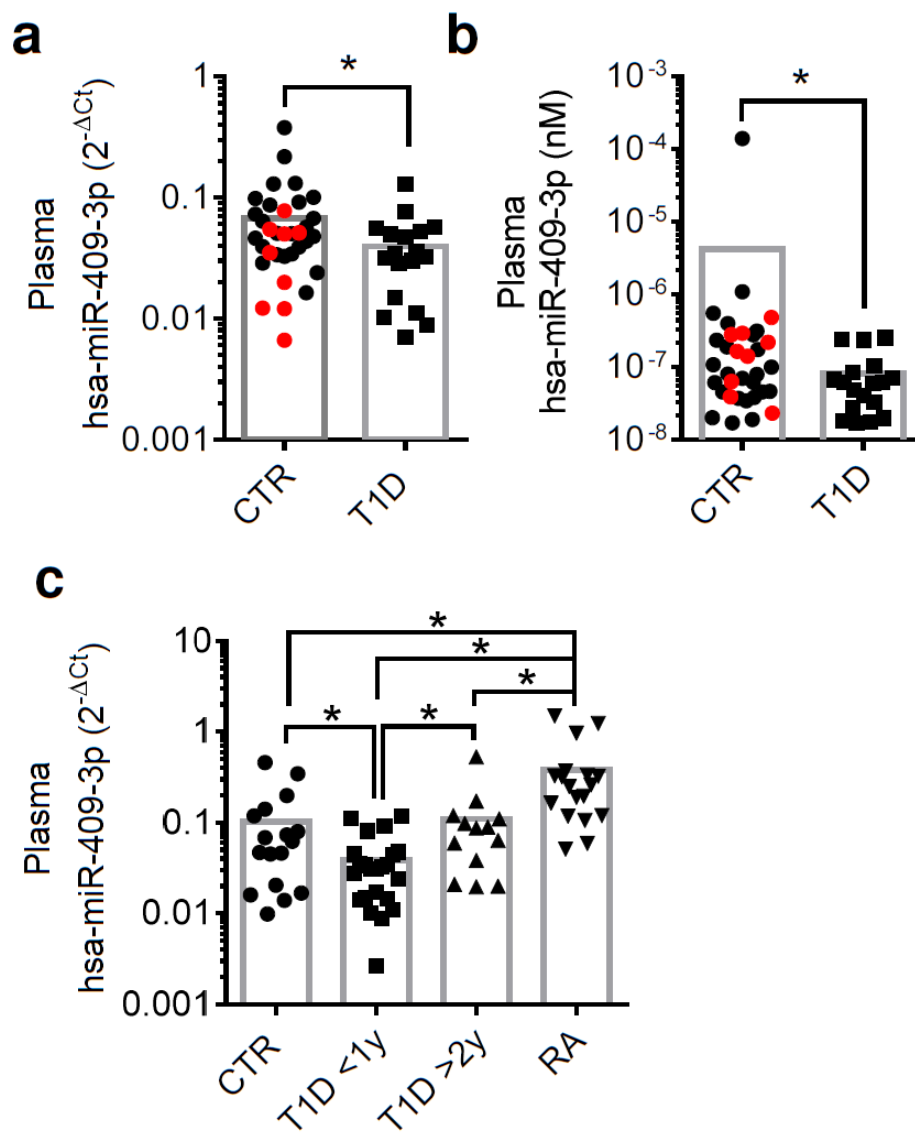 a
Plasma
hsa-miR-409-3p (2-ΔCt)
1
0.1
0.01
0.001
*
CTR
T1D
b
Plasma
hsa-miR-409-3p (nM)
10-3
10-4
10-5
10-6
10-7
10-8
*
CTR
T1D
c
Plasma
hsa-miR-409-3p (2-ΔCt)
10
1
0.1
0.01
0.001
*
*
*
*
*
CTR
T1D <1y
T1D >2y
RA